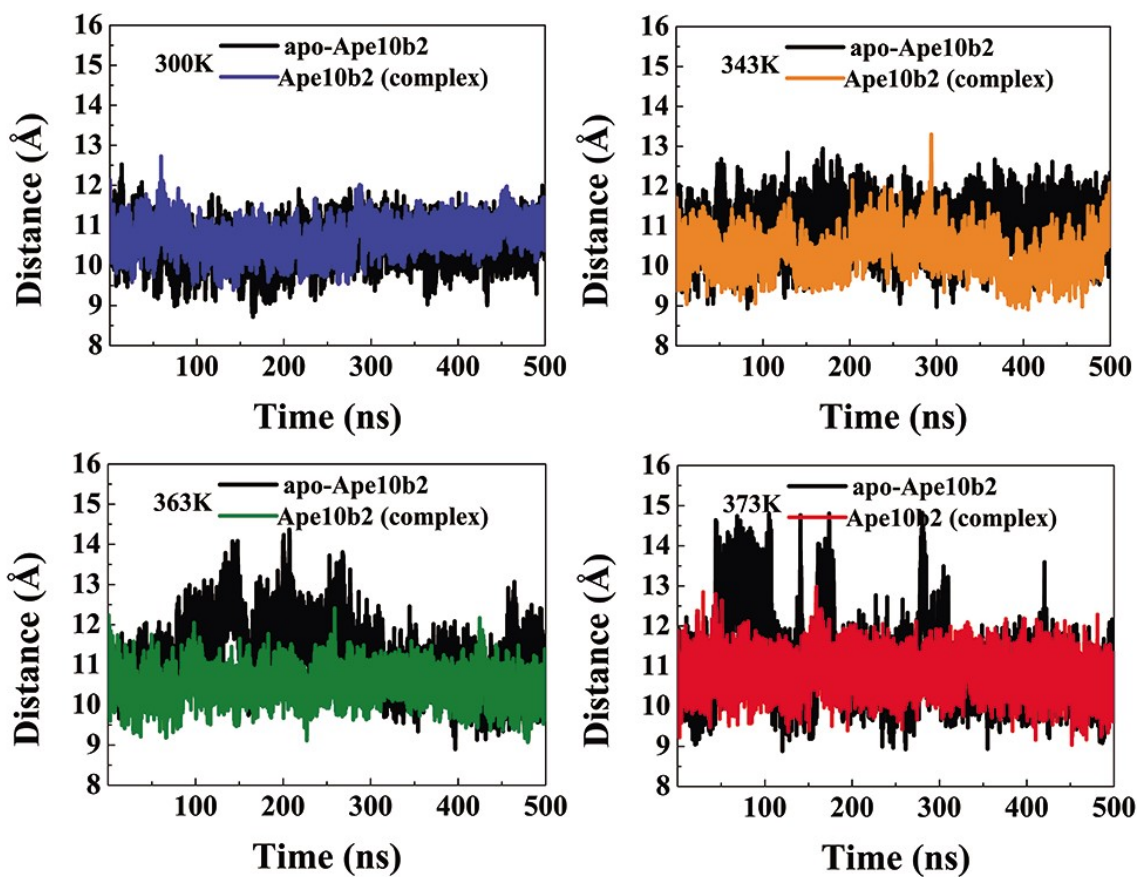 16
15
14
13
12
11
10
9
8
Distance (Å)
300K
apo-Ape10b2
Ape10b2 (complex)
100 200 300 400 500
Time (ns)
16
15
14
13
12
11
10
9
8
Distance (Å)
343K
apo-Ape10b2
Ape10b2 (complex)
100 200 300 400 500
Time (ns)
16
15
14
13
12
11
10
9
8
Distance (Å)
363K
apo-Ape10b2
Ape10b2 (complex)
100 200 300 400 500
Time (ns)
16
15
14
13
12
11
10
9
8
Distance (Å)
373K
apo-Ape10b2
Ape10b2 (complex)
100 200 300 400 500
Time (ns)